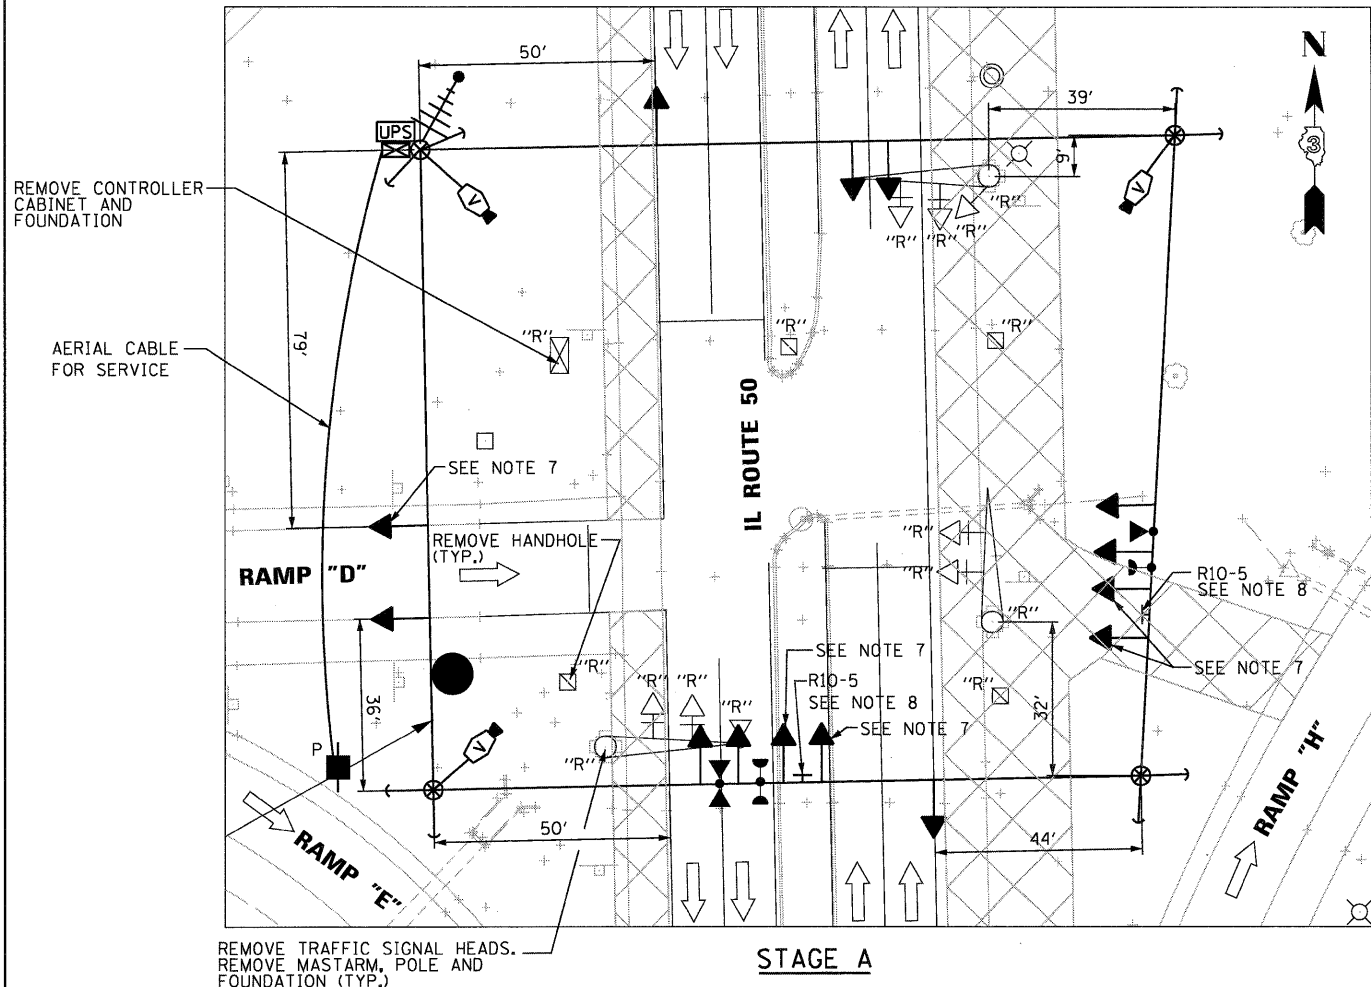 50'
N
39'
UPS
9'
3
V
V
REMOVE CONTROLLER
CABINET AND
FOUNDATION
"R"
"R"
"R"
"R"
"R"
"R"
"R"
79'
AERIAL CABLE
FOR SERVICE
IL ROUTE 50
SEE NOTE 7
"R"
REMOVE HANDHOLE
(TYP.)
RAMP "D"
"R"
R10-5
SEE NOTE 8
"R"
SEE NOTE 7
"R"
"R"
"R"
"R"
R10-5
SEE NOTE 8
"R"
SEE NOTE 7
36'
"R"
32'
SEE NOTE 7
P
V
"R"
RAMP "H"
50'
44'
RAMP "E"
REMOVE TRAFFIC SIGNAL HEADS.
REMOVE MASTARM, POLE AND
FOUNDATION (TYP.)
STAGE A